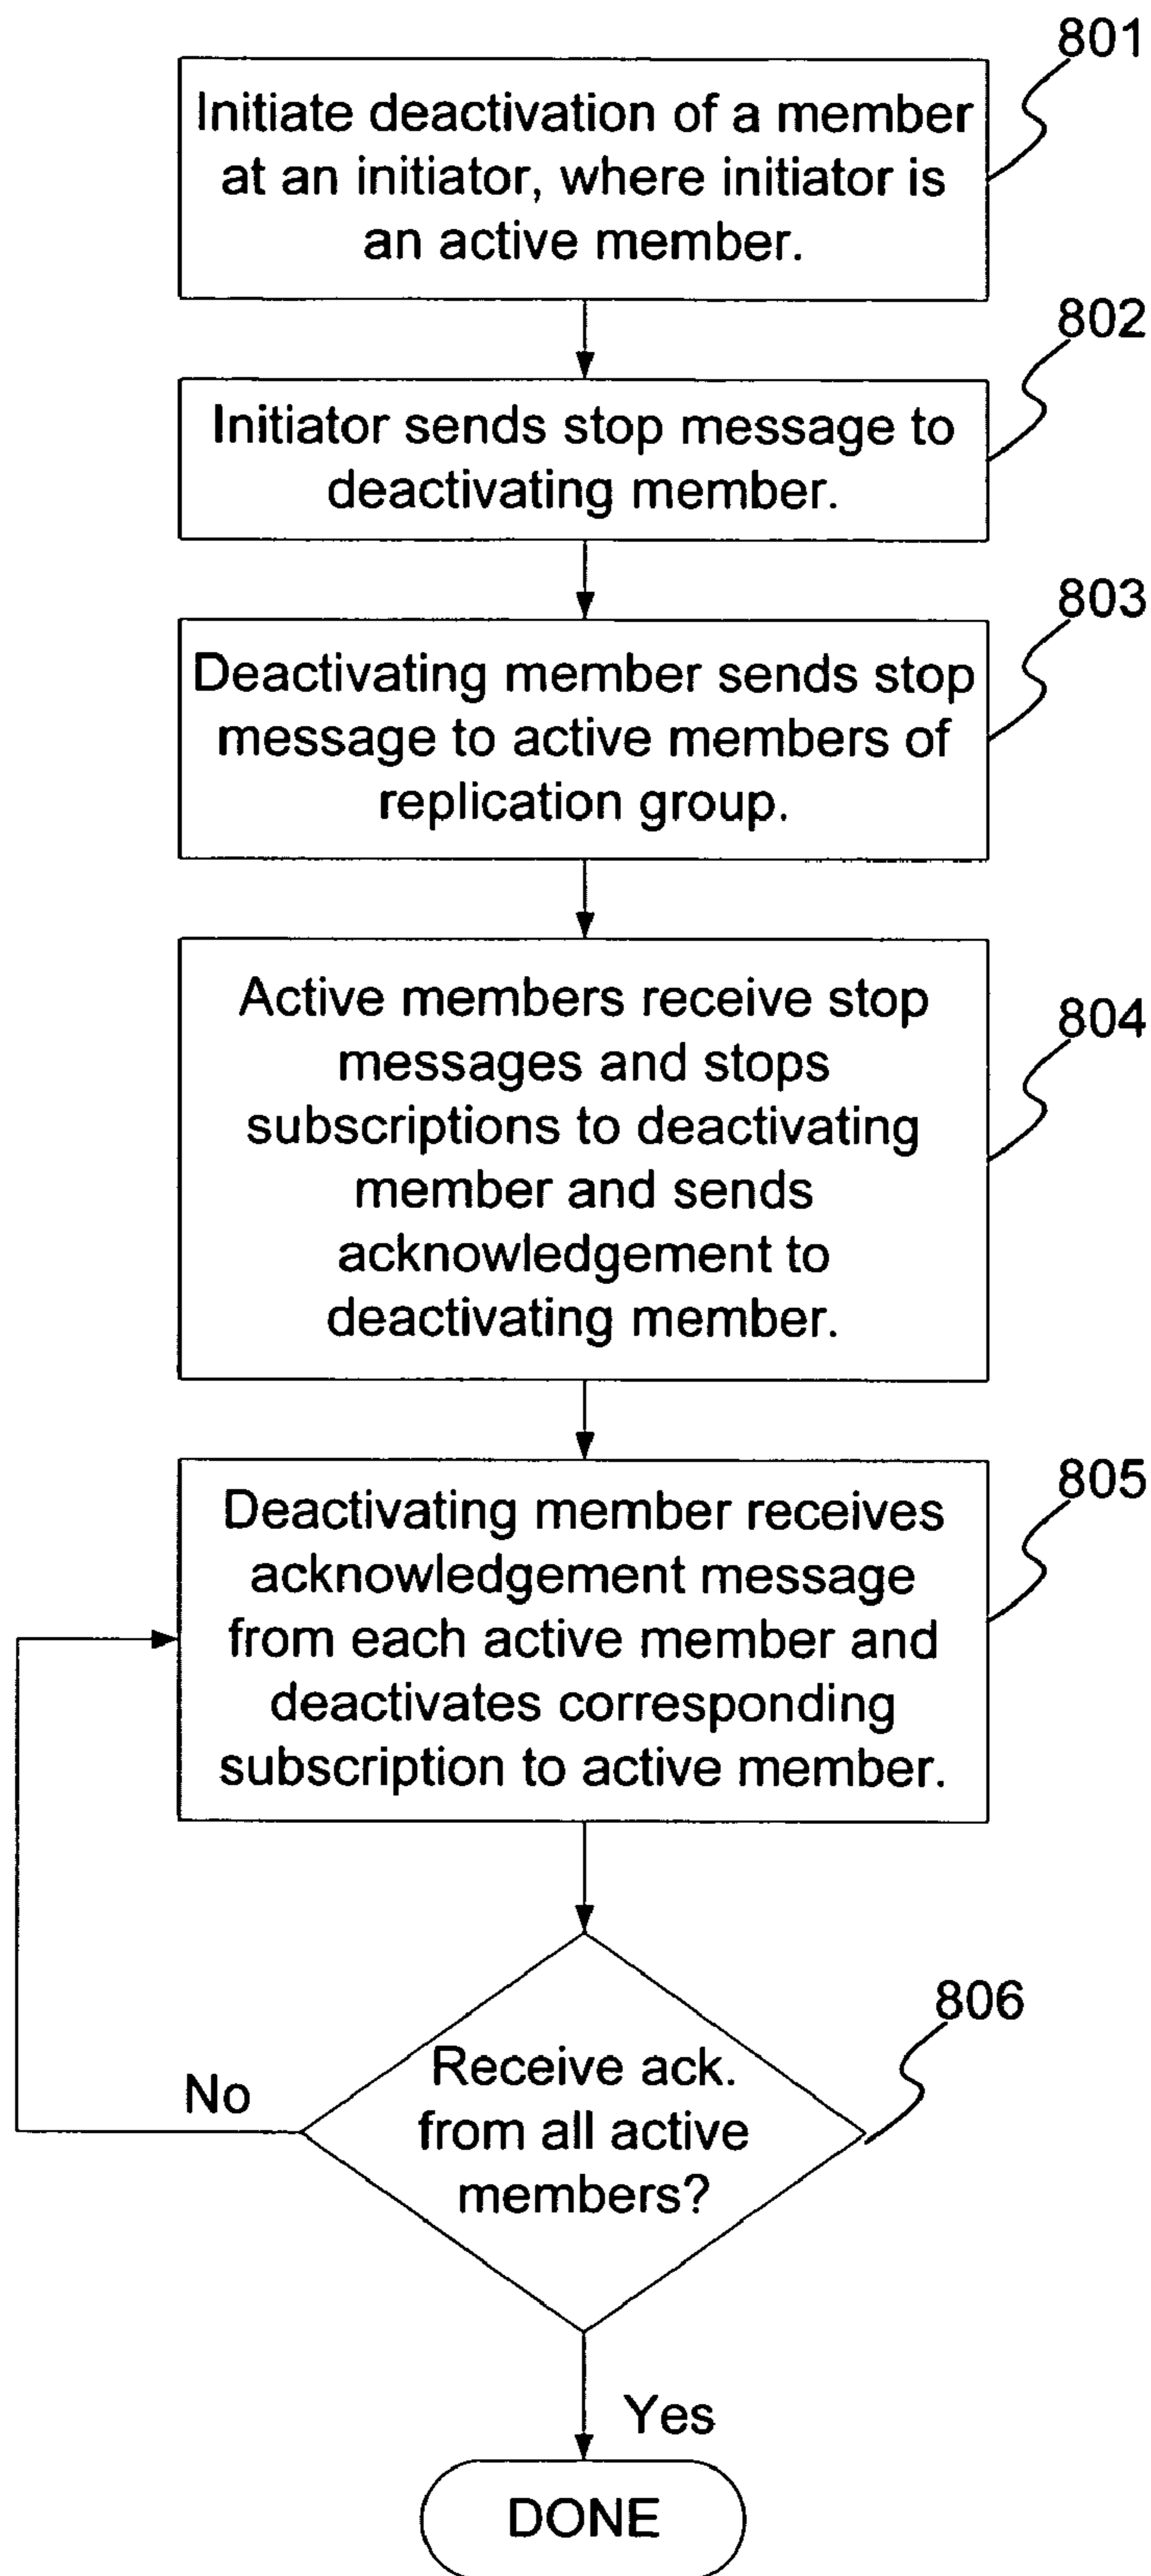 801
Initiate deactivation of a member
at an initiator, where initiator is
an active member.
802
Initiator sends stop message to
deactivating member.
803
Deactivating member sends stop
message to active members of
replication group.
804
Active members receive stop
messages and stops
subscriptions to deactivating
member and sends
acknowledgement to
deactivating member.
805
Deactivating member receives
acknowledgement message
from each active member and
deactivates corresponding
subscription to active member.
806
Receive ack.
from all active
members?
No
Yes
DONE